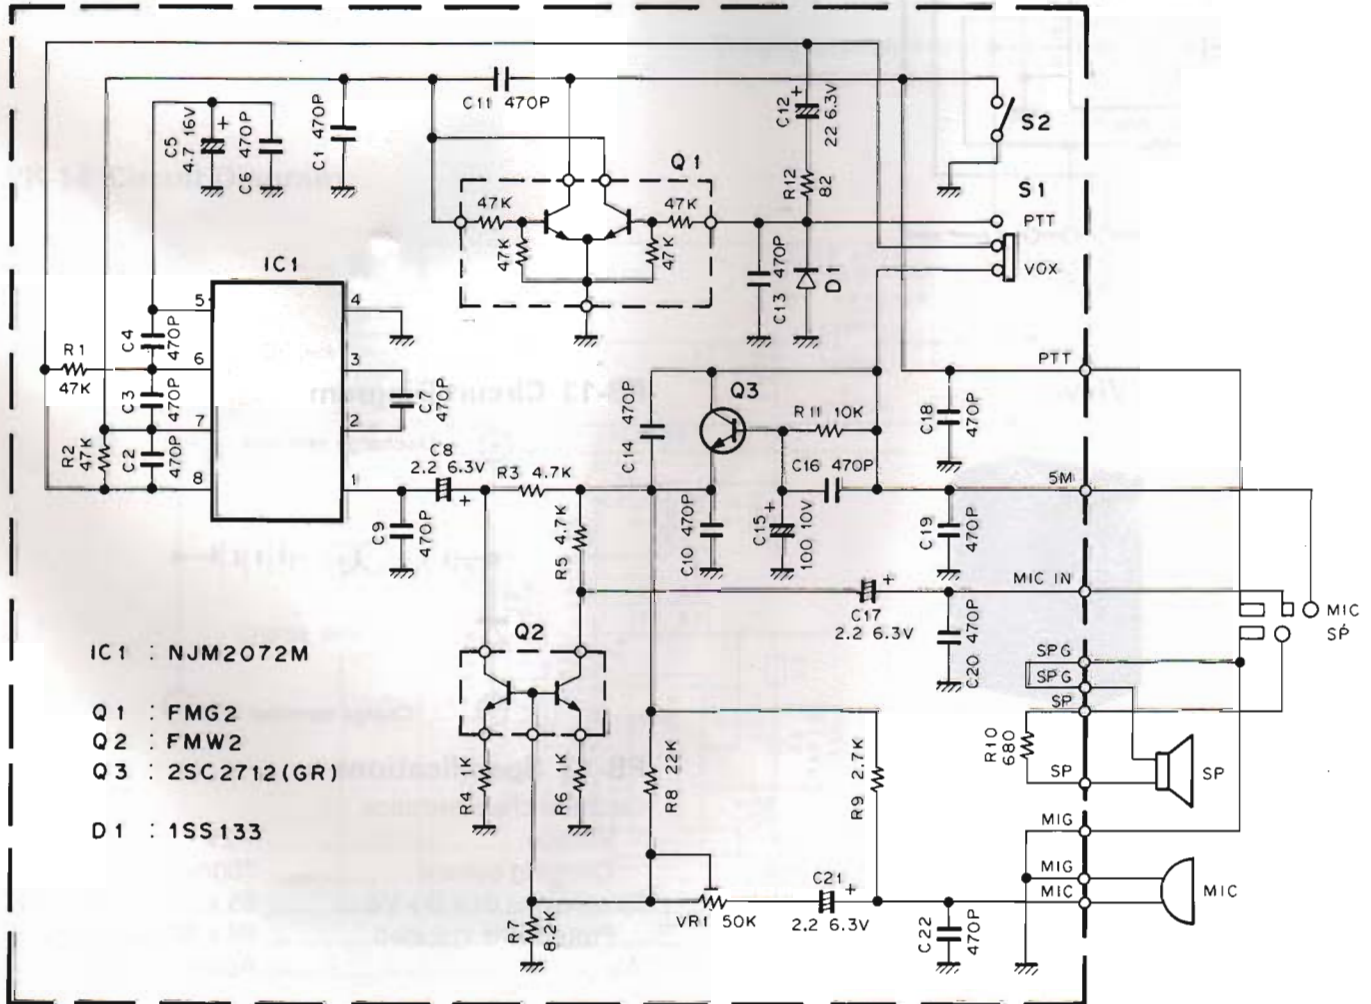 C11 470P
C5 4.7 16V
+
C6 470P
C1 470P
C12 22 6.3V
+
S2
R12 82
Q1
S1
47K
47K
47K
47K
PTT
VOX
C13 470P
D1
IC1
5
4
C4 470P
R1 47K
6
3
C3 470P
C7 470P
PTT
Q3
R11 10K
C14 470P
C18 470P
7
2
R2 47K
C2 470P
C8
2.2 6.3V
+
R3 4.7K
C16 470P
5M
8
1
C9 470P
R5 4.7K
C10 470P
C15 100 10V
+
C19 470P
MIC IN
C17
2.2 6.3V
+
MIC
SP
C20 470P
Q2
SPG
SPG
SP
IC1 : NJM2072M
Q1 : FMG2
Q2 : FMW2
Q3 : 2SC2712(GR)
D1 : 1SS133
R4 1K
R6 1K
R8 22K
R9 2.7K
R10 680
SP
SP
MIG
MIG
MIC
MIC
R7 8.2K
VR1 50K
C21
2.2 6.3V
+
C22 470P